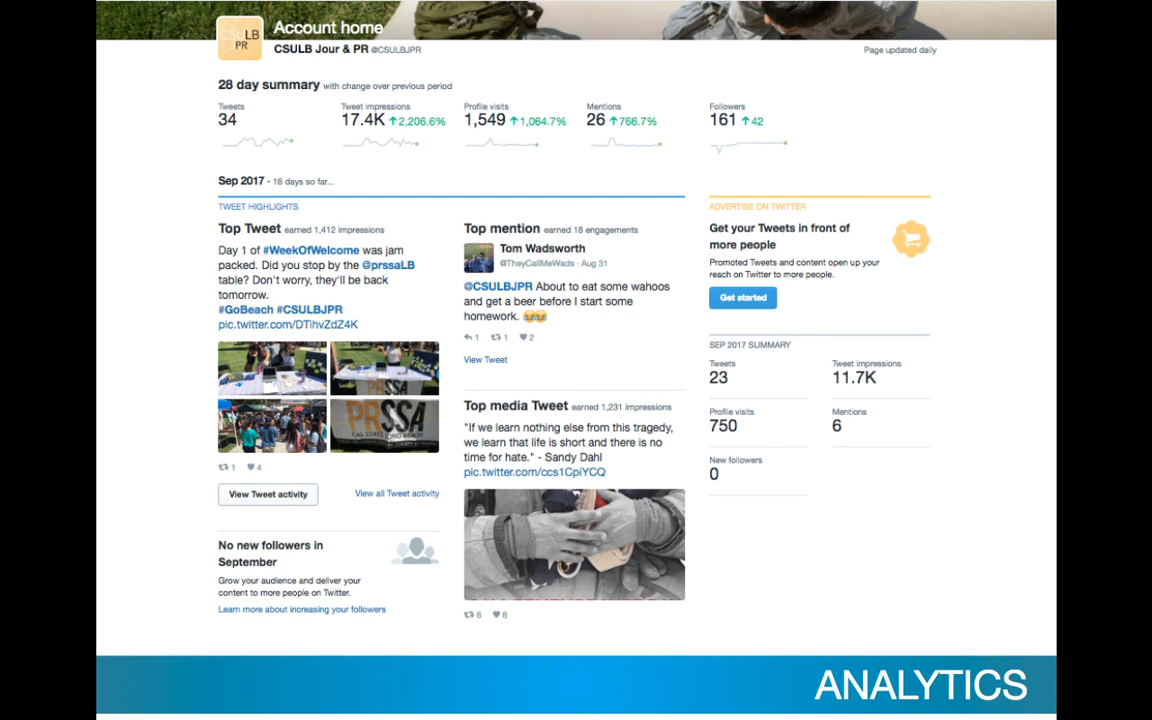 Account home
CSULB PR
CSULB Jour & PR @CSULBJPR
Page updated daily
28 day summary with change over previous period
Tweets
34
Tweet impressions
17.4K ↑2,206.6%
Profile visits
1,549 ↑1,064.7%
Mentions
26 ↑766.7%
Followers
161 ↑42
Sep 2017 · 16 days so far...
TWEET HIGHLIGHTS
Top Tweet earned 1,412 impressions
Day 1 of #WeekOfWelcome was jam
packed. Did you stop by the @prssaLB
table? Don't worry, they'll be back
tomorrow.
#GoBeach #CSULBJPR
pic.twitter.com/DTihvZdZ4K
PRSSA
PRSSA
CAL STATE LONG BEACH
1 4
View Tweet activity
View all Tweet activity
No new followers in
September
Grow your audience and deliver your
content to more people on Twitter.
Learn more about increasing your followers
Top mention earned 18 engagements
Tom Wadsworth
@TheyCallMeWads · Aug 31
@CSULBJPR About to eat some wahoos
and get a beer before I start some
homework. 😂😂
1 1 2
View Tweet
Top media Tweet earned 1,231 impressions
"If we learn nothing else from this tragedy,
we learn that life is short and there is no
time for hate." - Sandy Dahl
pic.twitter.com/ccs1CpiYCQ
6 8
ADVERTISE ON TWITTER
Get your Tweets in front of
more people
Promoted Tweets and content open up your
reach on Twitter to more people.
Get started
SEP 2017 SUMMARY
Tweets
23
Tweet impressions
11.7K
Profile visits
750
Mentions
6
New followers
0
ANALYTICS